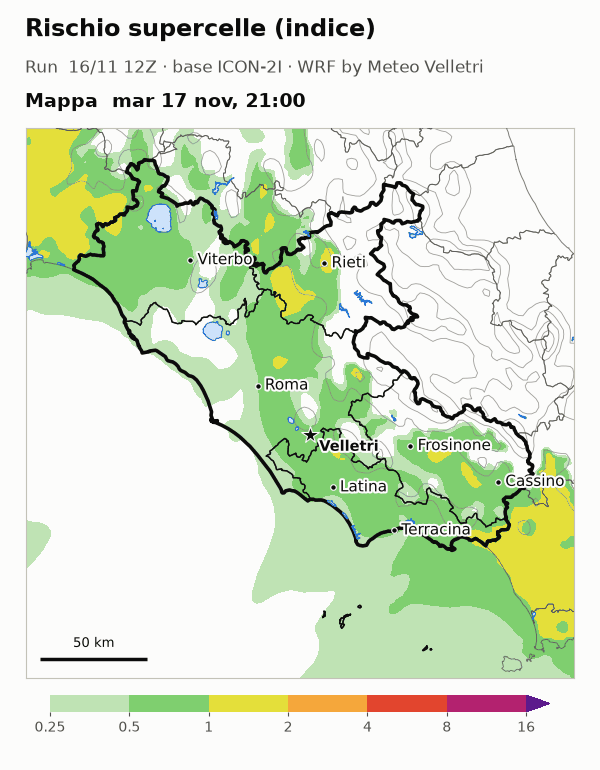 Rischio supercelle (indice)
Run  16/11 12Z · base ICON-2I · WRF by Meteo Velletri
Mappa  mar 17 nov, 21:00
Viterbo
Rieti
Roma
Velletri
Frosinone
Cassino
Latina
Terracina
50 km
0.25 0.5 1 2 4 8 16